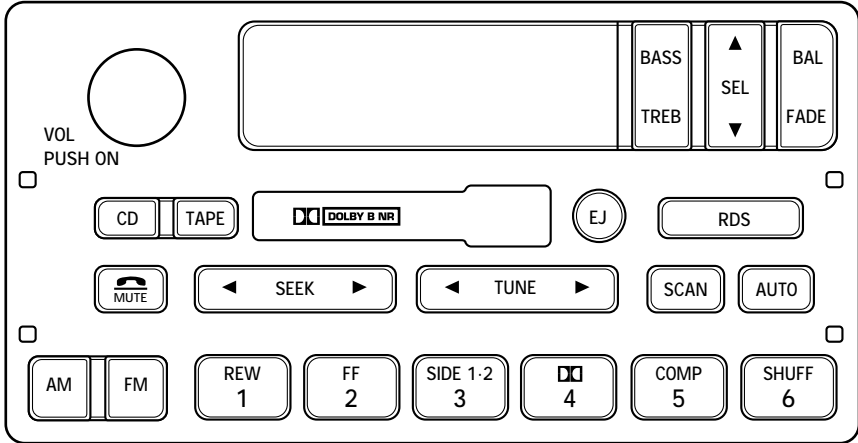 BASS
TREB
▲
SEL
▼
BAL
FADE
VOL
PUSH ON
CD
TAPE
DOLBY B NR
EJ
RDS
MUTE
◄ SEEK ►
◄ TUNE ►
SCAN
AUTO
AM
FM
REW
1
FF
2
SIDE 1·2
3
4
COMP
5
SHUFF
6